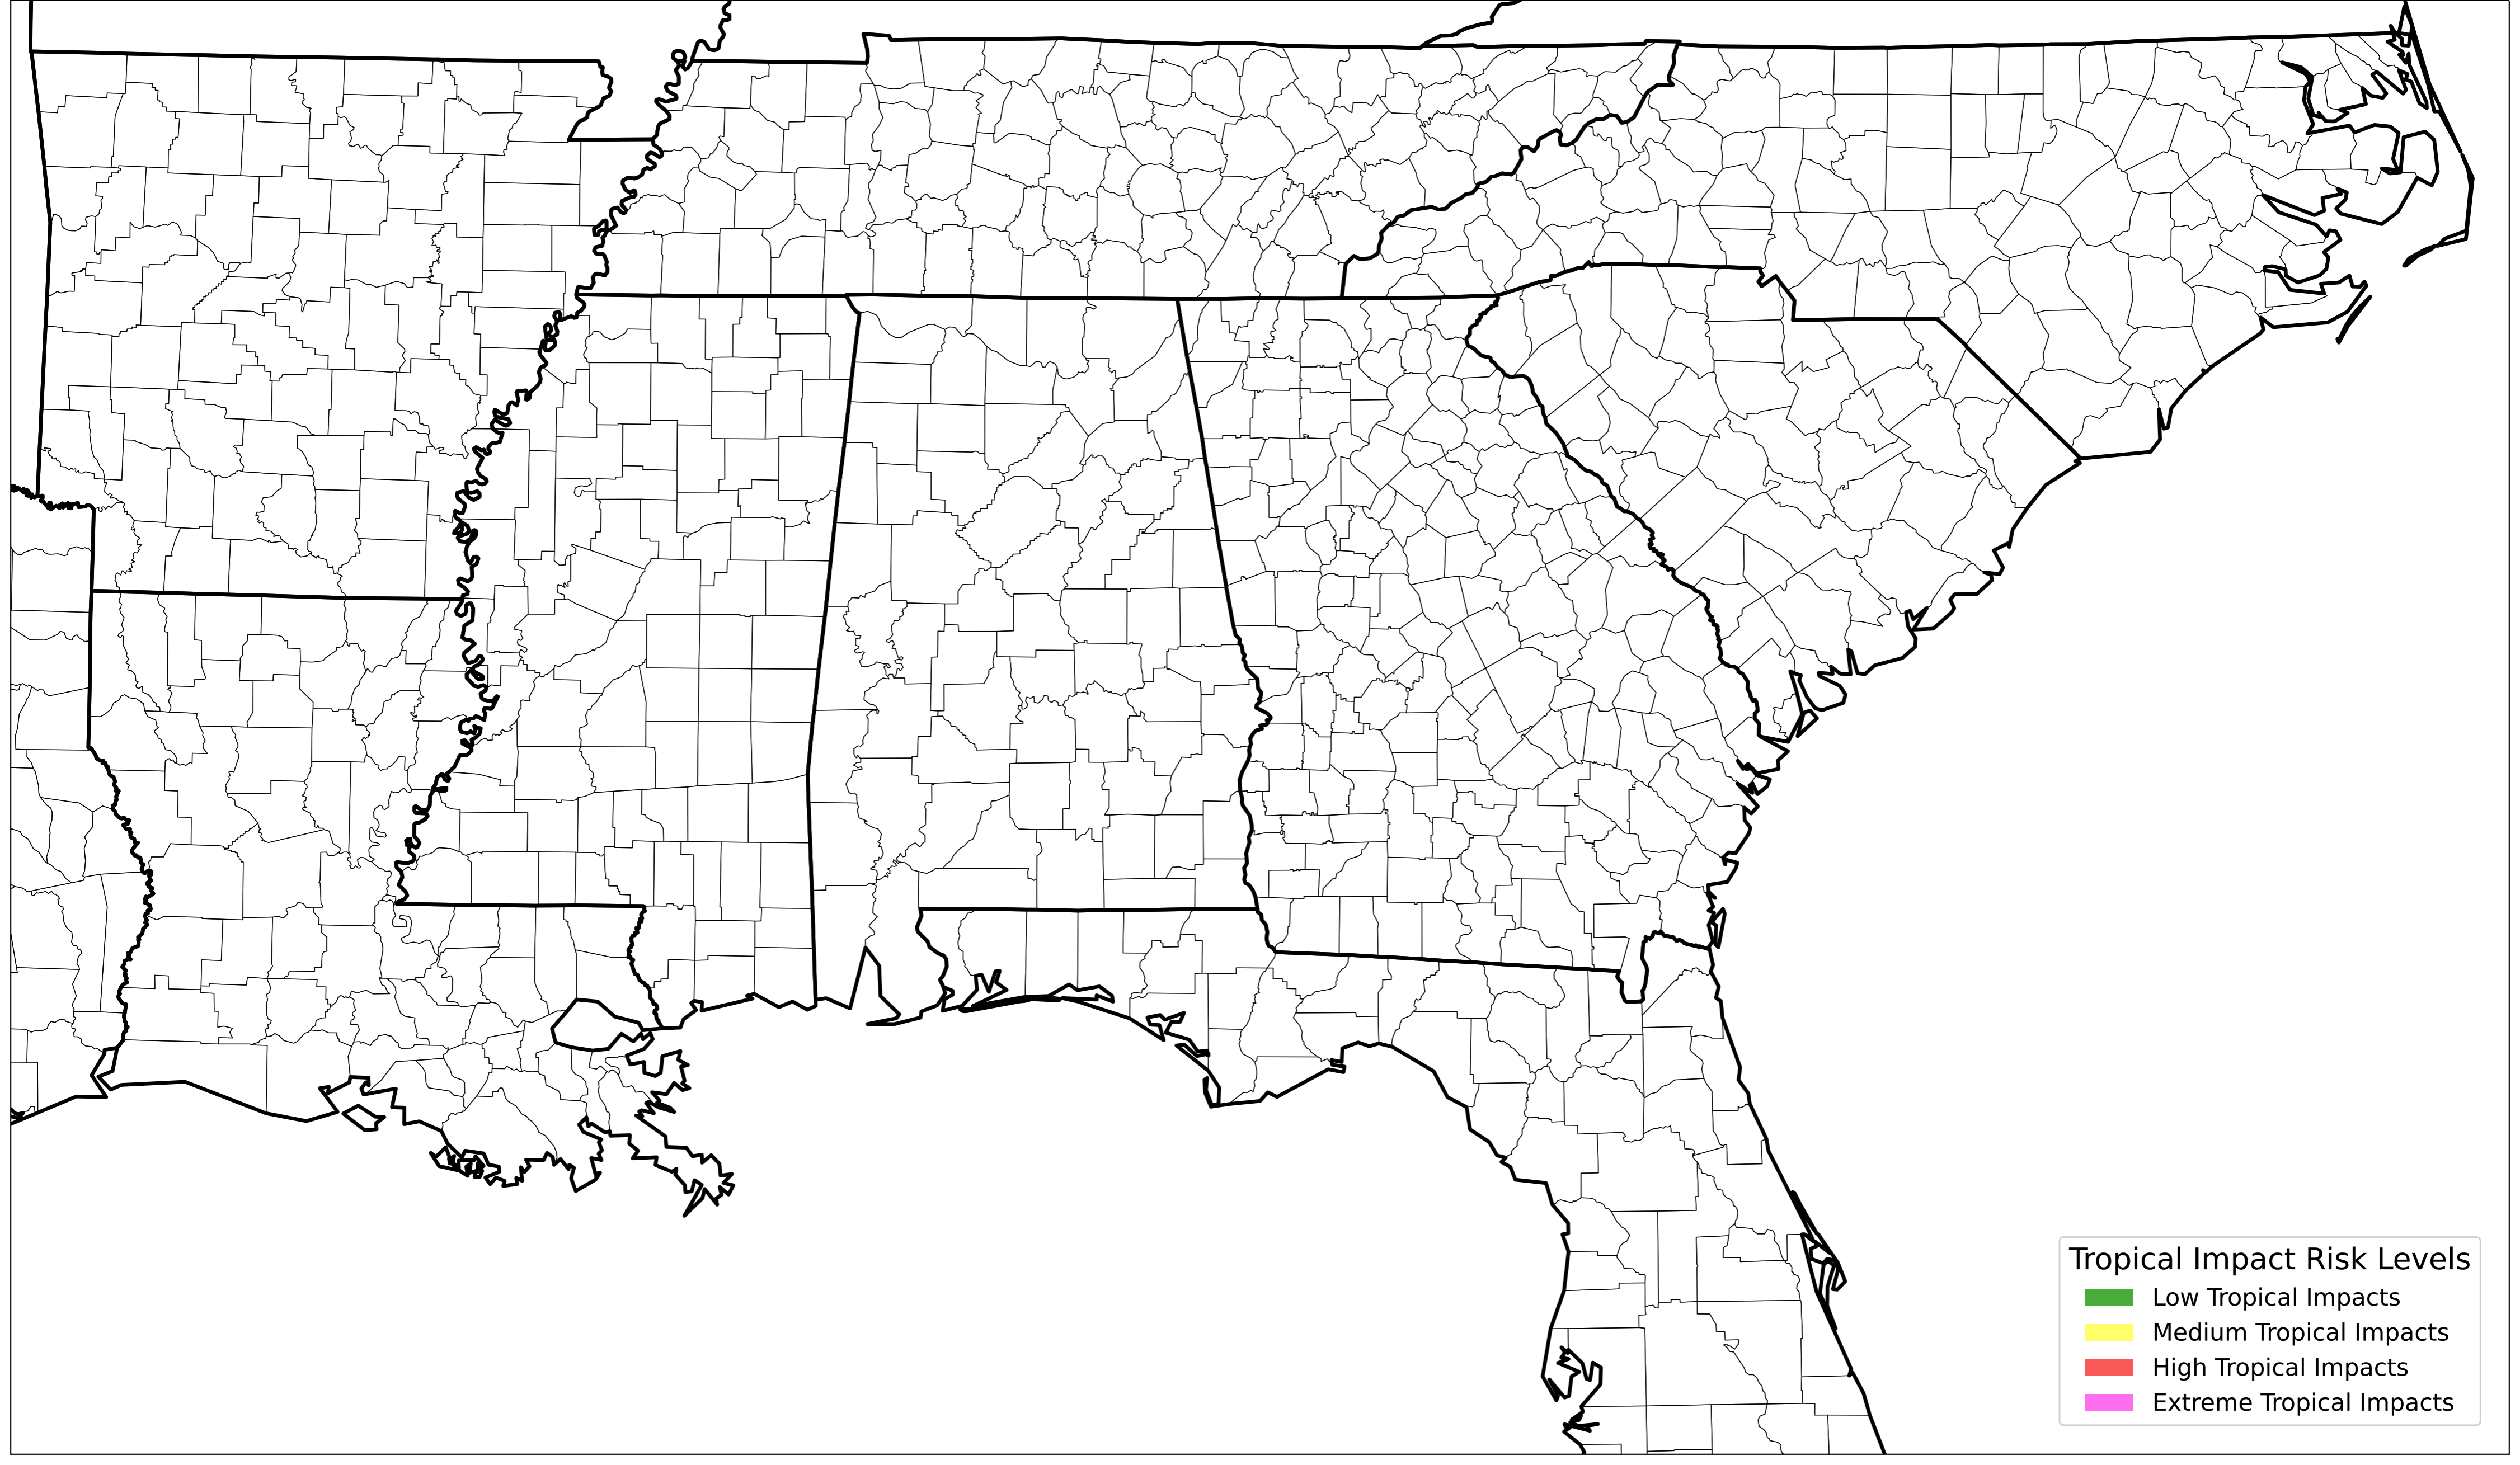 Tropical Impact Risk Levels
Low Tropical Impacts
Medium Tropical Impacts
High Tropical Impacts
Extreme Tropical Impacts